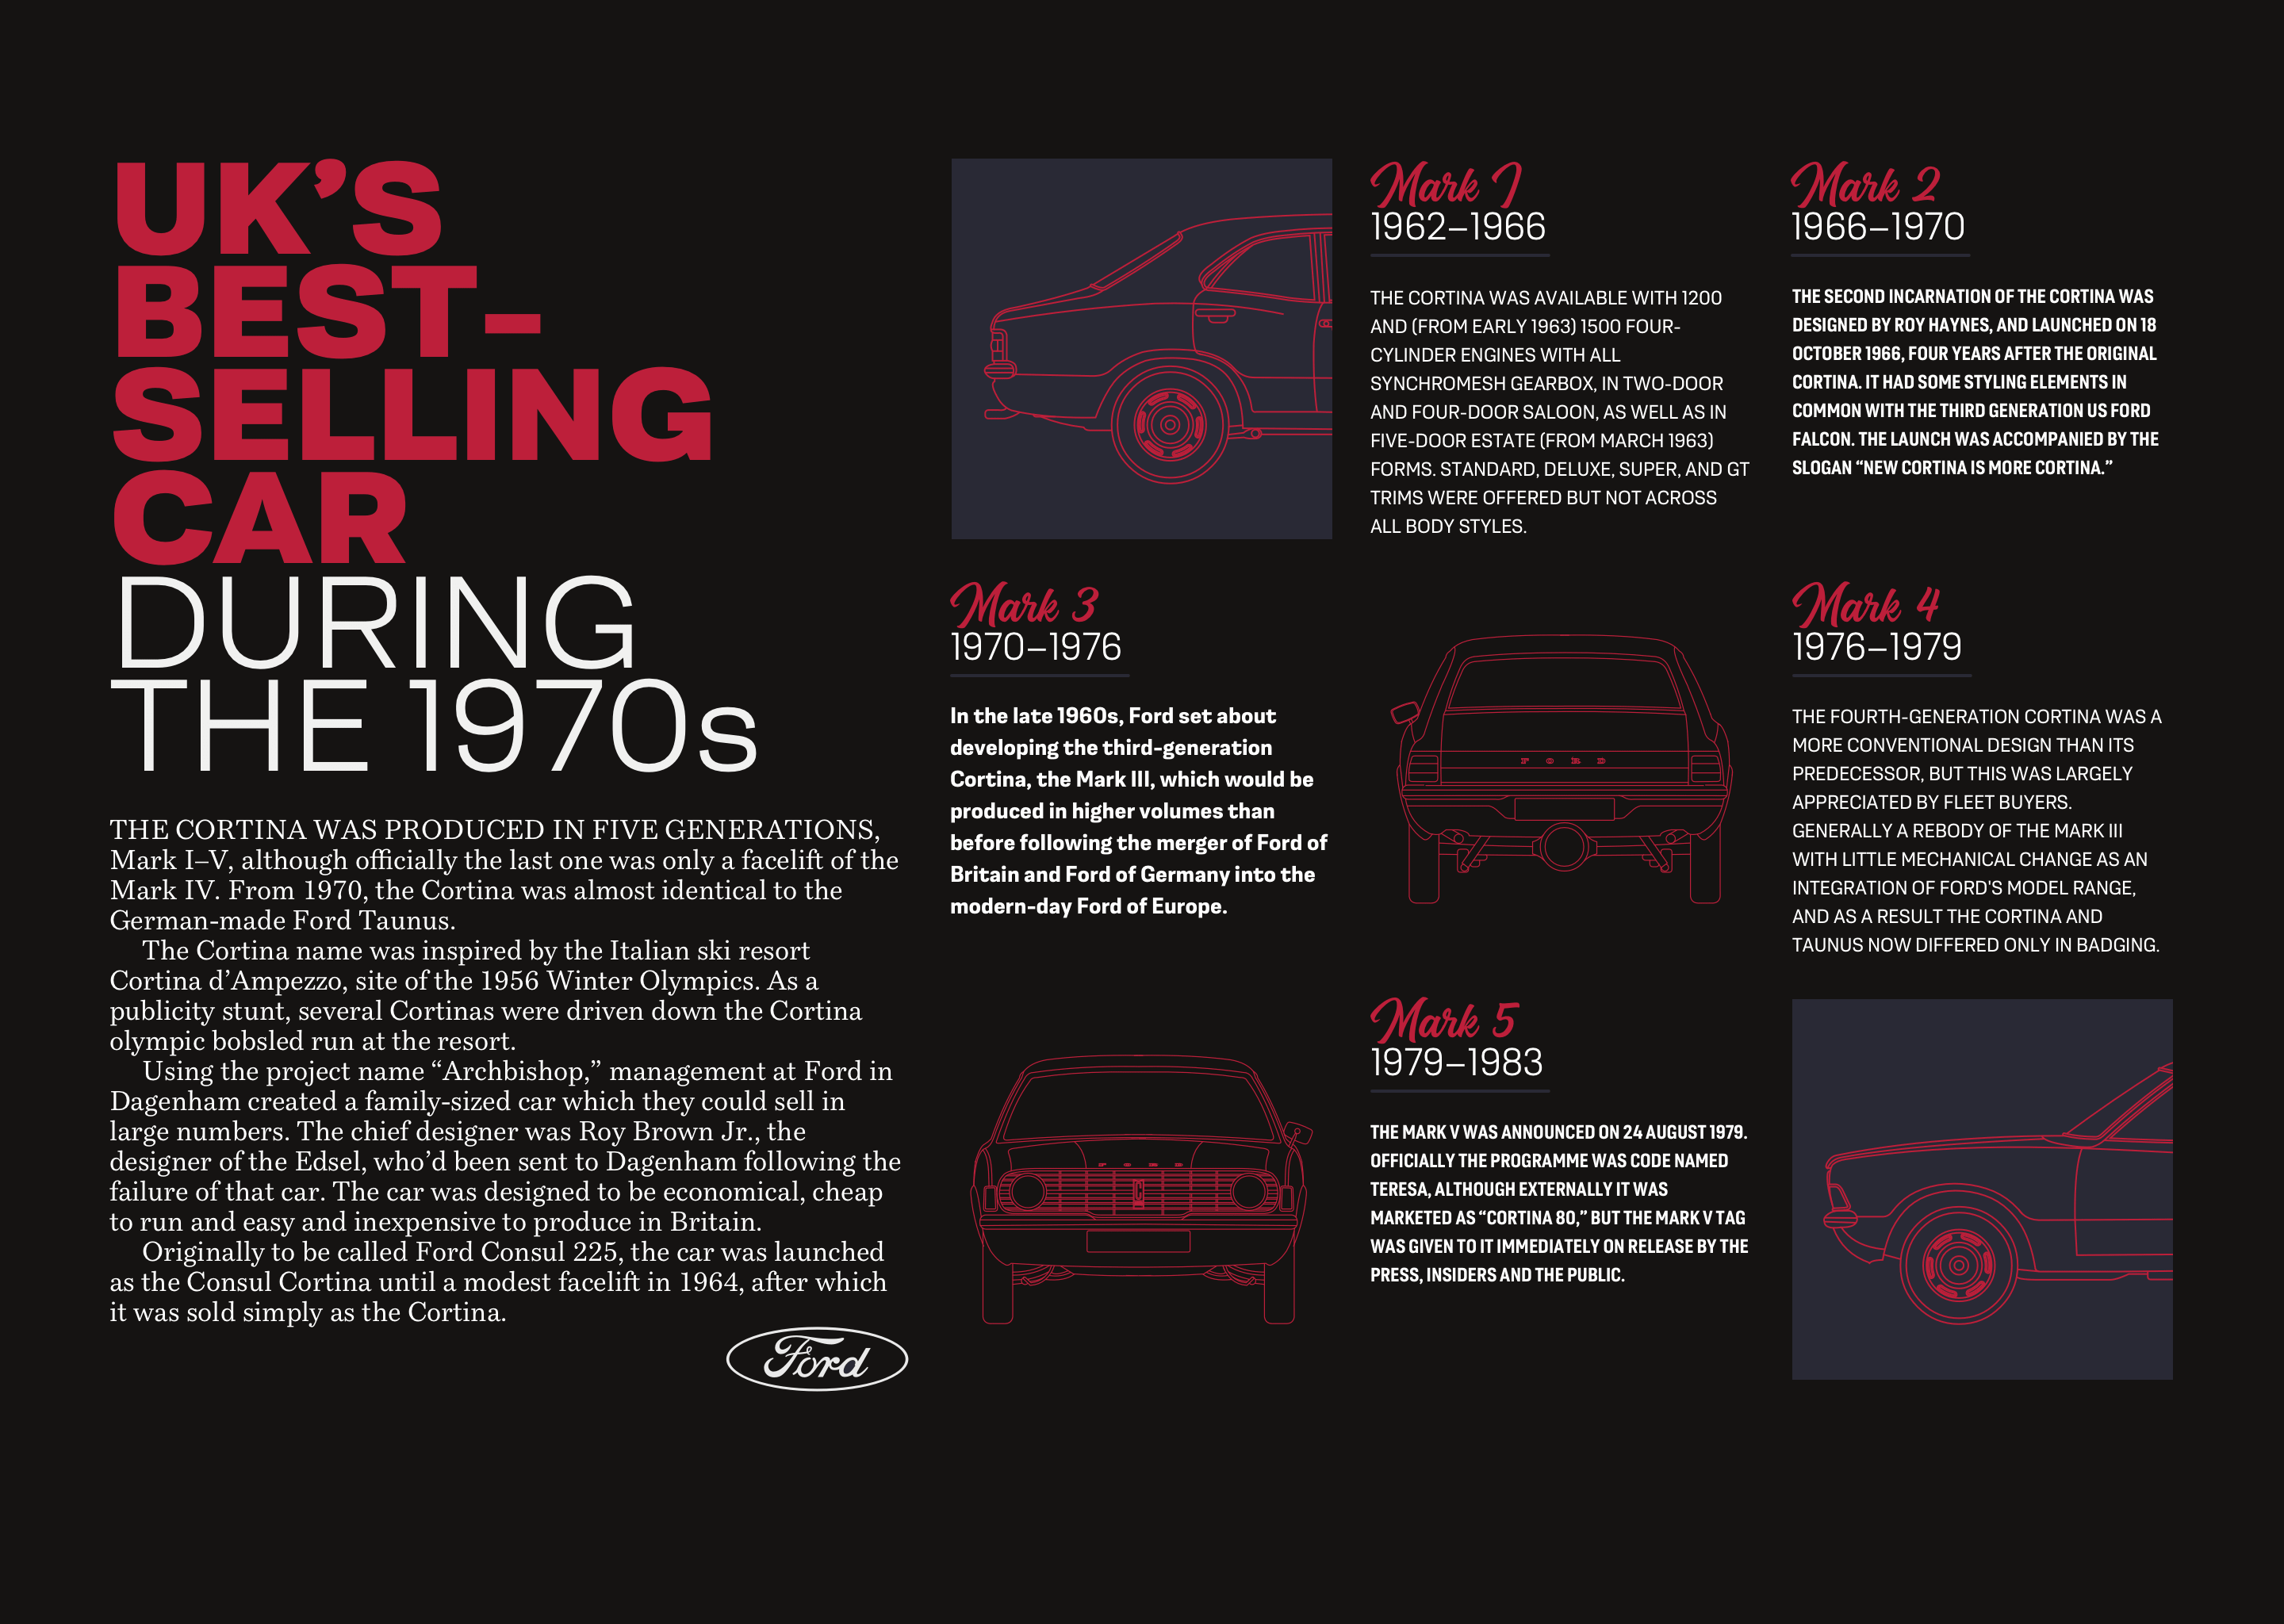 UK’S
BEST-
SELLING
CAR
DURING
THE 1970s
THE CORTINA WAS PRODUCED IN FIVE GENERATIONS,
Mark I–V, although officially the last one was only a facelift of the
Mark IV. From 1970, the Cortina was almost identical to the
German-made Ford Taunus.
The Cortina name was inspired by the Italian ski resort
Cortina d’Ampezzo, site of the 1956 Winter Olympics. As a
publicity stunt, several Cortinas were driven down the Cortina
olympic bobsled run at the resort.
Using the project name “Archbishop,” management at Ford in
Dagenham created a family-sized car which they could sell in
large numbers. The chief designer was Roy Brown Jr., the
designer of the Edsel, who’d been sent to Dagenham following the
failure of that car. The car was designed to be economical, cheap
to run and easy and inexpensive to produce in Britain.
Originally to be called Ford Consul 225, the car was launched
as the Consul Cortina until a modest facelift in 1964, after which
it was sold simply as the Cortina.
Ford
Mark 1
1962–1966
THE CORTINA WAS AVAILABLE WITH 1200
AND (FROM EARLY 1963) 1500 FOUR-
CYLINDER ENGINES WITH ALL
SYNCHROMESH GEARBOX, IN TWO-DOOR
AND FOUR-DOOR SALOON, AS WELL AS IN
FIVE-DOOR ESTATE (FROM MARCH 1963)
FORMS. STANDARD, DELUXE, SUPER, AND GT
TRIMS WERE OFFERED BUT NOT ACROSS
ALL BODY STYLES.
Mark 2
1966–1970
THE SECOND INCARNATION OF THE CORTINA WAS
DESIGNED BY ROY HAYNES, AND LAUNCHED ON 18
OCTOBER 1966, FOUR YEARS AFTER THE ORIGINAL
CORTINA. IT HAD SOME STYLING ELEMENTS IN
COMMON WITH THE THIRD GENERATION US FORD
FALCON. THE LAUNCH WAS ACCOMPANIED BY THE
SLOGAN “NEW CORTINA IS MORE CORTINA.”
Mark 3
1970–1976
In the late 1960s, Ford set about
developing the third-generation
Cortina, the Mark III, which would be
produced in higher volumes than
before following the merger of Ford of
Britain and Ford of Germany into the
modern-day Ford of Europe.
FORD
Mark 4
1976–1979
THE FOURTH-GENERATION CORTINA WAS A
MORE CONVENTIONAL DESIGN THAN ITS
PREDECESSOR, BUT THIS WAS LARGELY
APPRECIATED BY FLEET BUYERS.
GENERALLY A REBODY OF THE MARK III
WITH LITTLE MECHANICAL CHANGE AS AN
INTEGRATION OF FORD'S MODEL RANGE,
AND AS A RESULT THE CORTINA AND
TAUNUS NOW DIFFERED ONLY IN BADGING.
FORD
Mark 5
1979–1983
THE MARK V WAS ANNOUNCED ON 24 AUGUST 1979.
OFFICIALLY THE PROGRAMME WAS CODE NAMED
TERESA, ALTHOUGH EXTERNALLY IT WAS
MARKETED AS “CORTINA 80,” BUT THE MARK V TAG
WAS GIVEN TO IT IMMEDIATELY ON RELEASE BY THE
PRESS, INSIDERS AND THE PUBLIC.